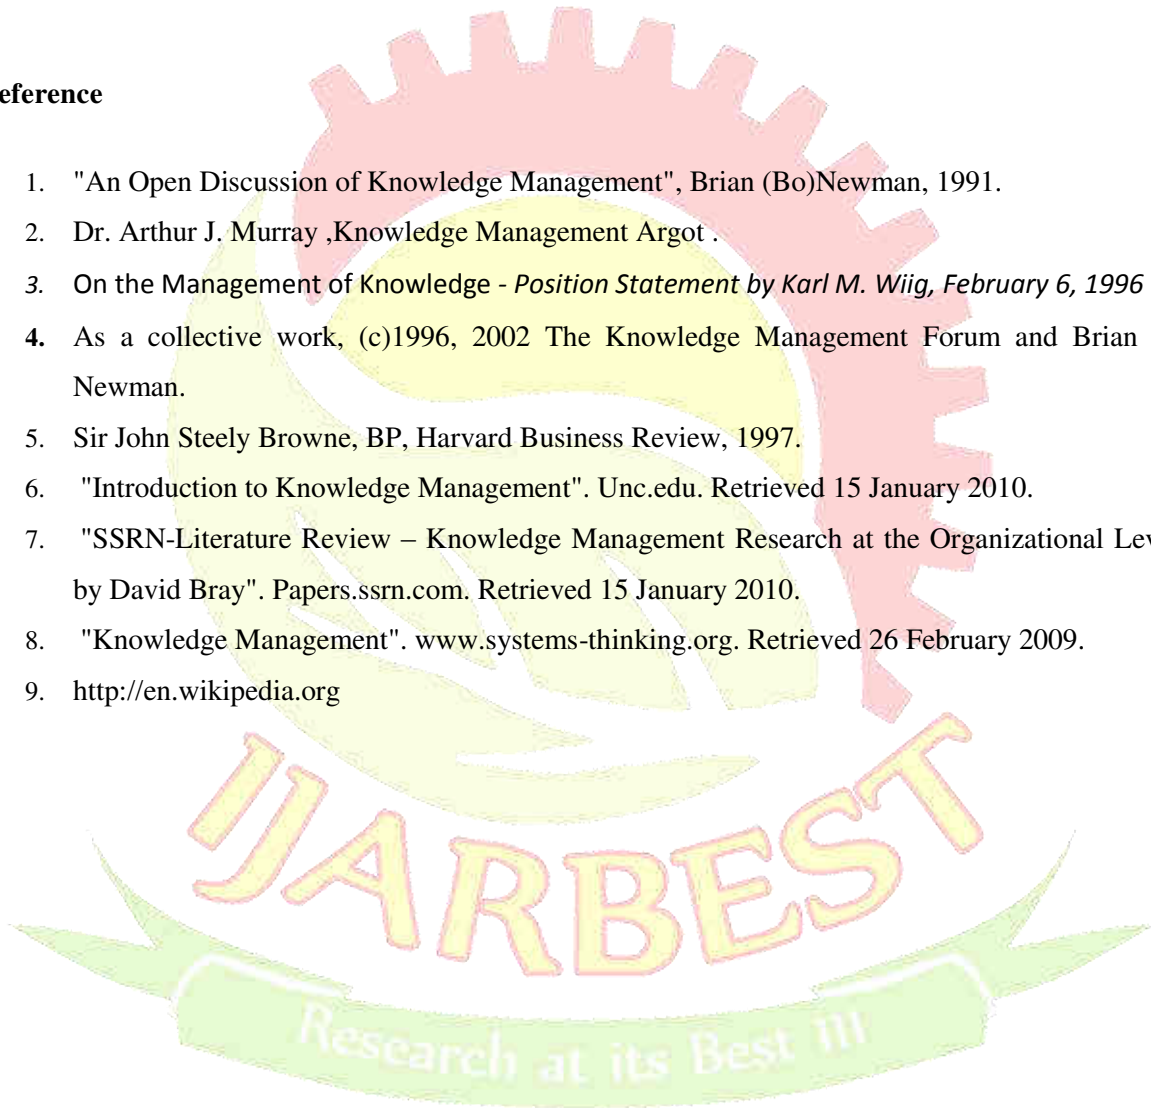 eference
1. "An Open Discussion of Knowledge Management", Brian (Bo)Newman, 1991.
2. Dr. Arthur J. Murray ,Knowledge Management Argot .
3. On the Management of Knowledge - Position Statement by Karl M. Wiig, February 6, 1996
4. As a collective work, (c)1996, 2002 The Knowledge Management Forum and Brian
Newman.
5. Sir John Steely Browne, BP, Harvard Business Review, 1997.
6. "Introduction to Knowledge Management". Unc.edu. Retrieved 15 January 2010.
7. "SSRN-Literature Review – Knowledge Management Research at the Organizational Lev
by David Bray". Papers.ssrn.com. Retrieved 15 January 2010.
8. "Knowledge Management". www.systems-thinking.org. Retrieved 26 February 2009.
9. http://en.wikipedia.org
IJARBEST
Research at its Best !!!